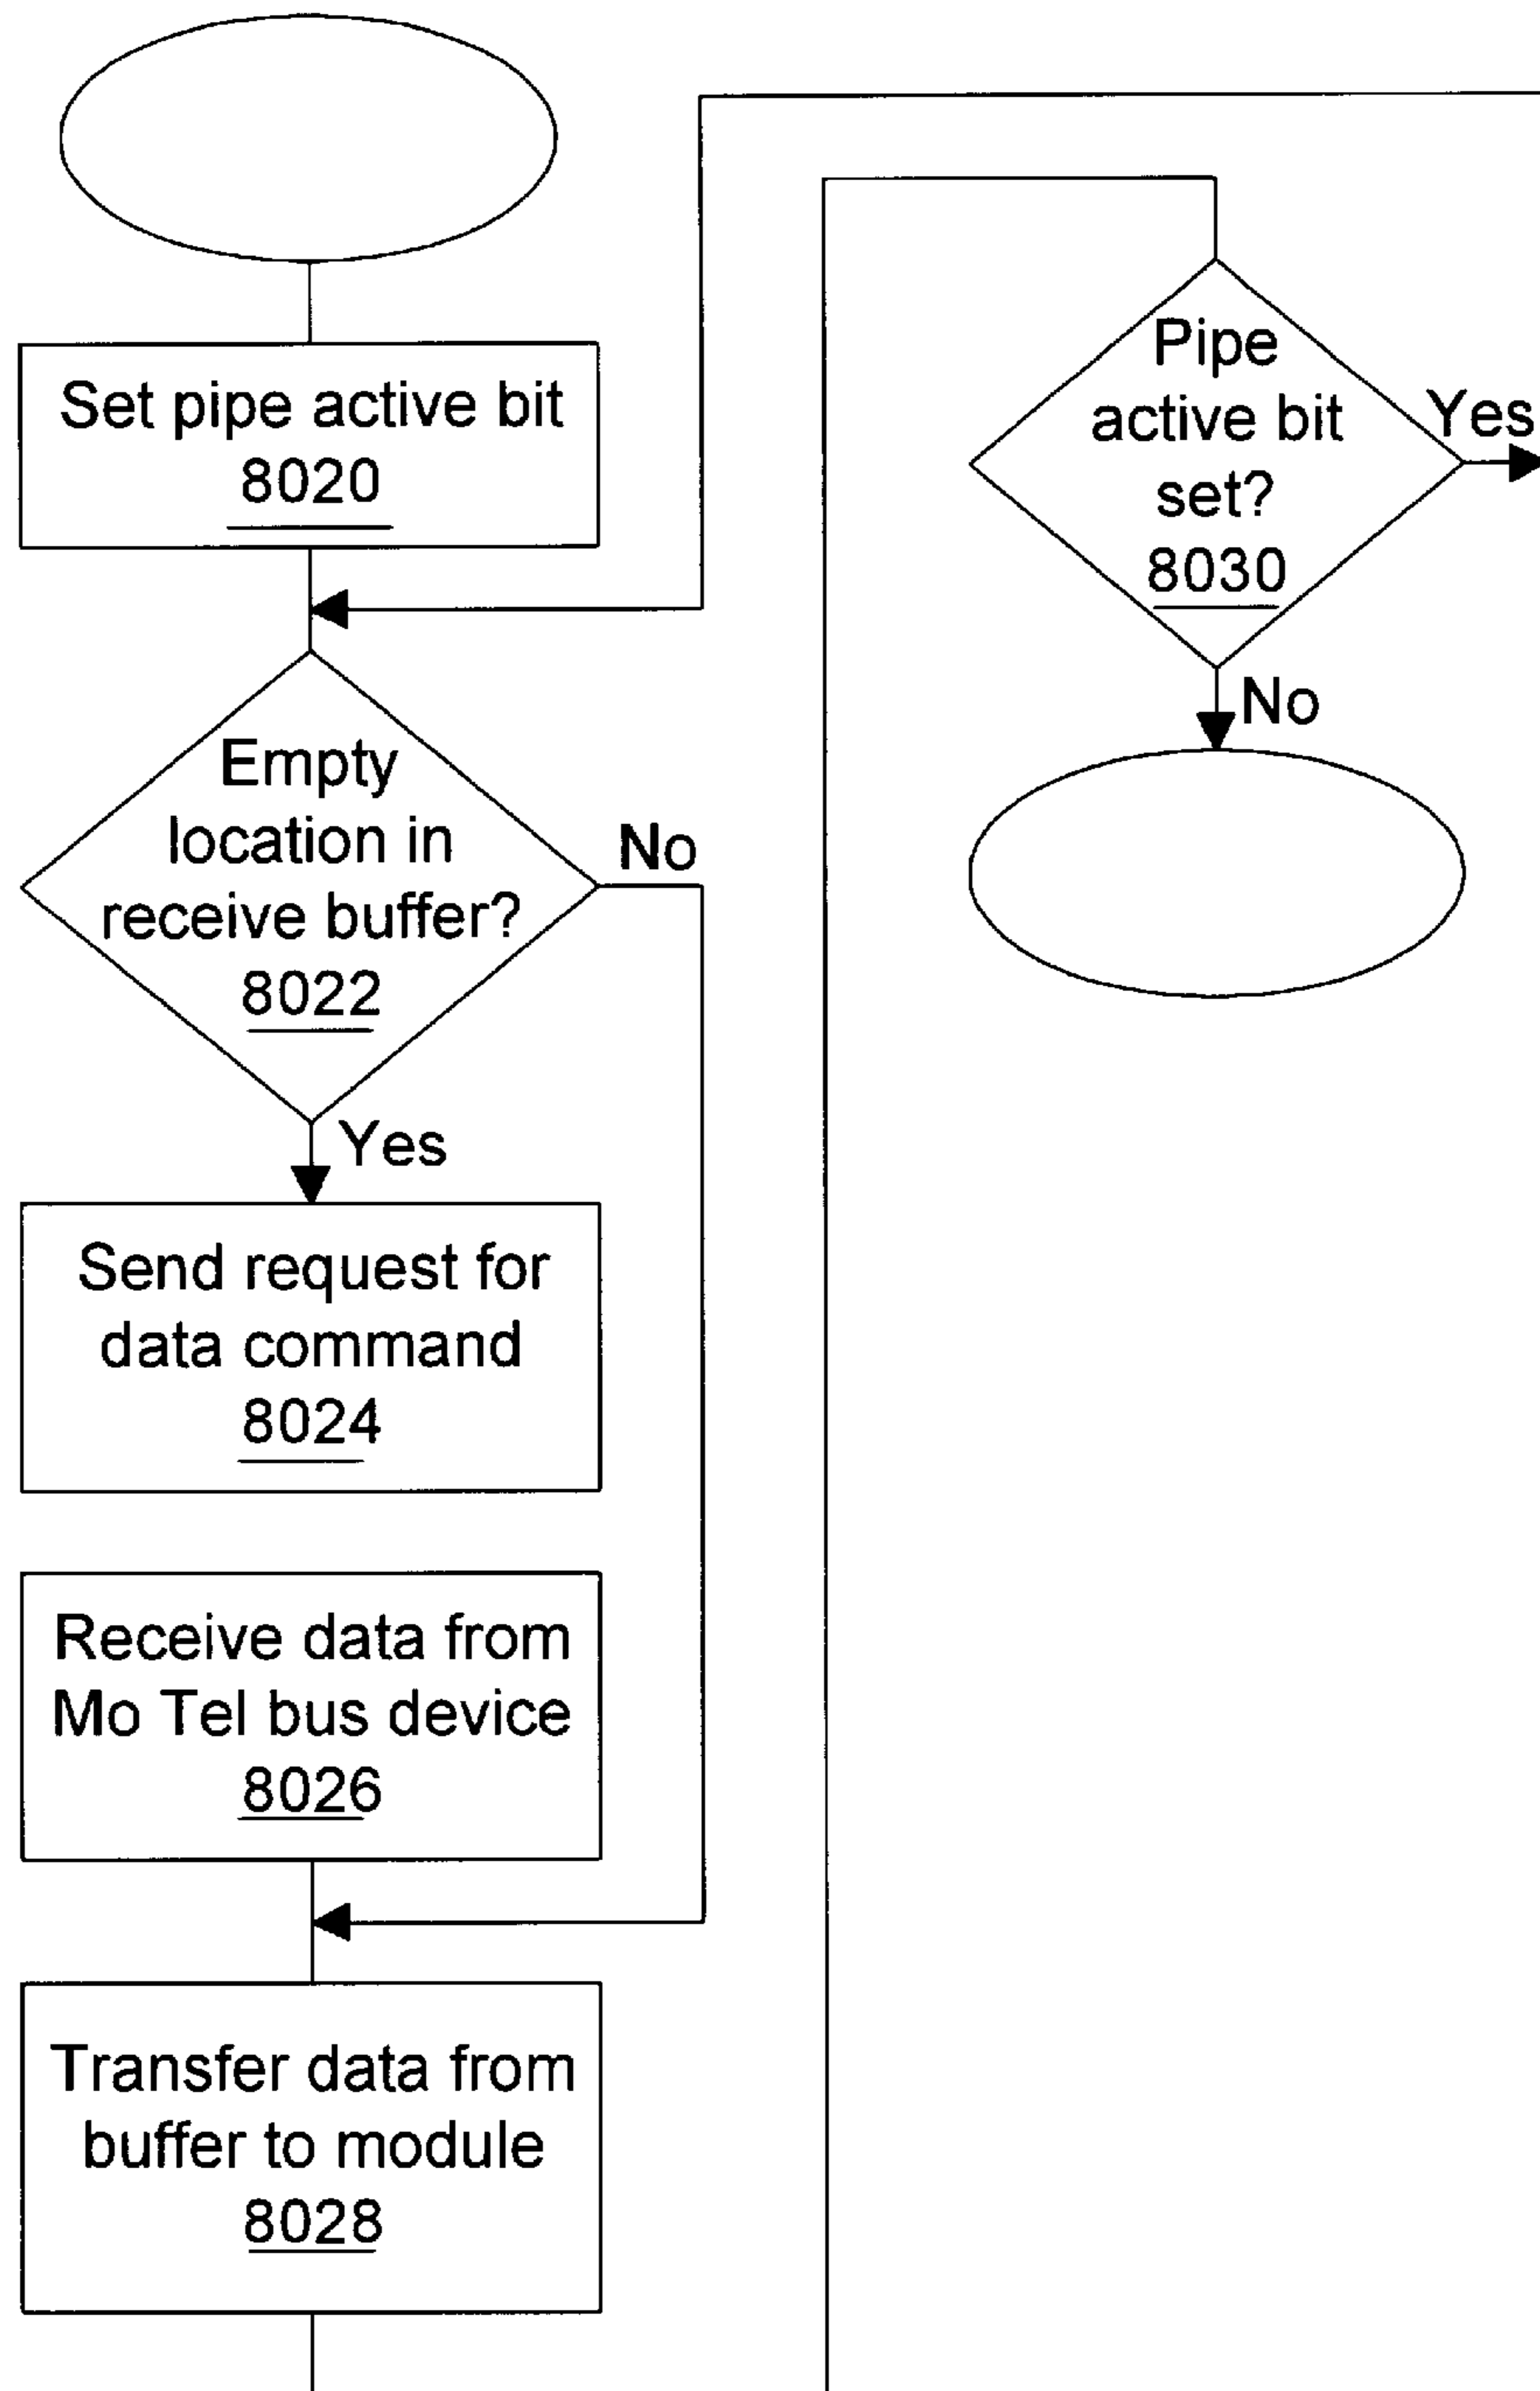 Set pipe active bit
8020
Empty
location in
receive buffer?
8022
No
Yes
Send request for
data command
8024
Receive data from
Mo Tel bus device
8026
Transfer data from
buffer to module
8028
Pipe
active bit
set?
8030
Yes
No